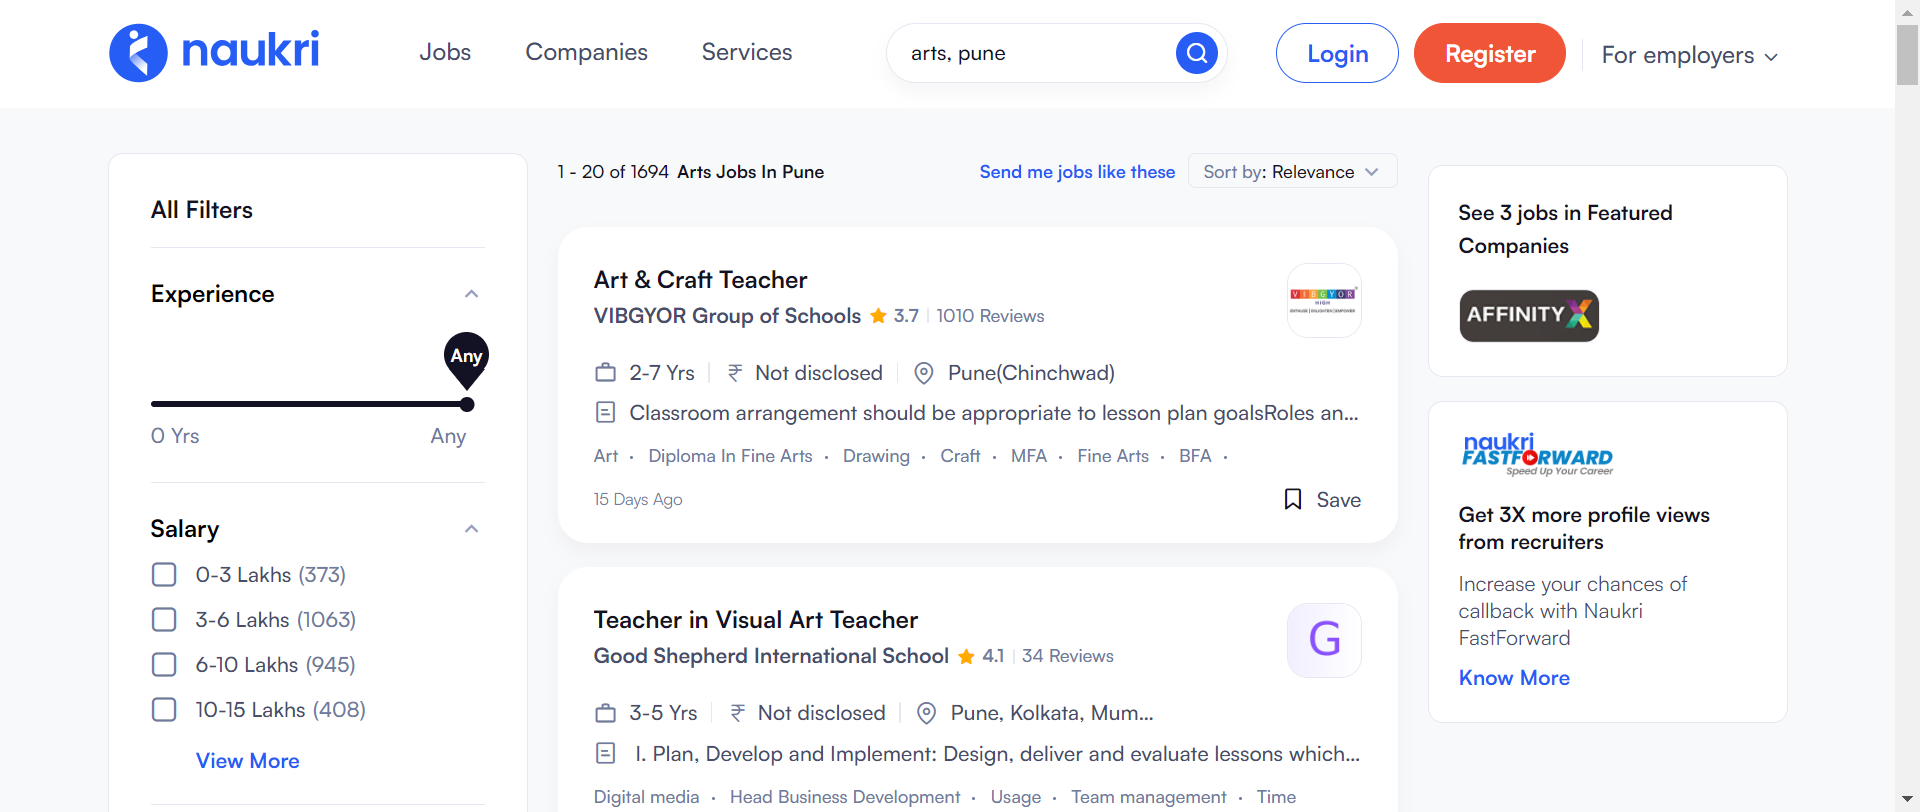 naukri
Jobs
Companies
Services
arts, pune
Login
Register
For employers
All Filters
Experience
Any
0 Yrs
Any
Salary
0-3 Lakhs (373)
3-6 Lakhs (1063)
6-10 Lakhs (945)
10-15 Lakhs (408)
View More
1 - 20 of 1694 Arts Jobs In Pune
Send me jobs like these
Sort by: Relevance
Art & Craft Teacher
VIBGYOR Group of Schools 3.7 1010 Reviews
VIBGYOR
HIGH
2-7 Yrs Not disclosed Pune(Chinchwad)
Classroom arrangement should be appropriate to lesson plan goalsRoles an...
Art · Diploma In Fine Arts · Drawing · Craft · MFA · Fine Arts · BFA ·
15 Days Ago
Save
Teacher in Visual Art Teacher
Good Shepherd International School 4.1 34 Reviews
G
3-5 Yrs Not disclosed Pune, Kolkata, Mum...
I. Plan, Develop and Implement: Design, deliver and evaluate lessons which...
Digital media · Head Business Development · Usage · Team management · Time
See 3 jobs in Featured
Companies
AFFINITY X
naukri
FASTFORWARD
Speed Up Your Career
Get 3X more profile views
from recruiters
Increase your chances of
callback with Naukri
FastForward
Know More